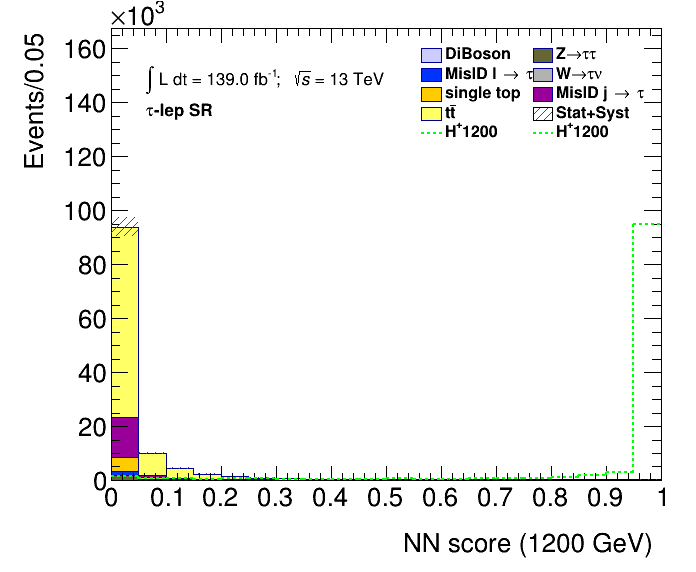 ×10³
Events/0.05
160
140
120
100
80
60
40
20
0
∫ L dt = 139.0 fb⁻¹; √s = 13 TeV
τ-lep SR
DiBoson
MisID l → τ
single top
tt̄
H⁺1200
Z→ττ
W→τν
MisID j → τ
Stat+Syst
H⁺1200
0 0.1 0.2 0.3 0.4 0.5 0.6 0.7 0.8 0.9 1
NN score (1200 GeV)